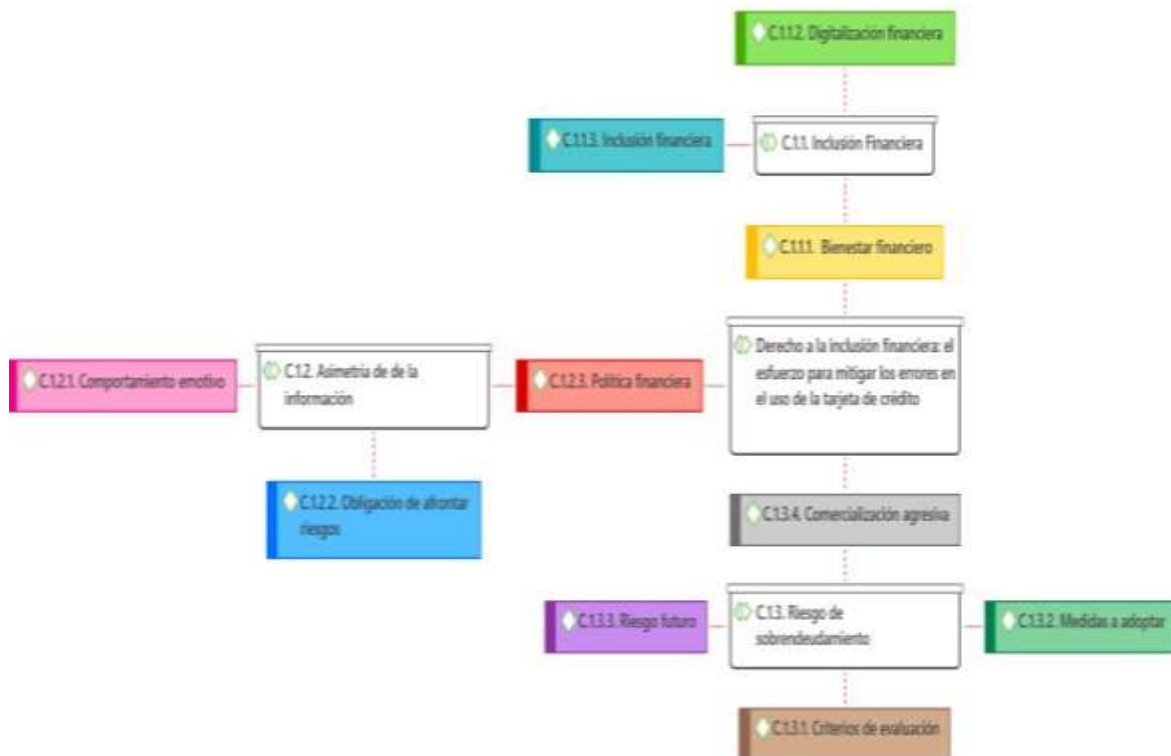 C.1.1.2. Digitalización financiera
C.1.1.3. Inclusión financiera
C.1.1. Inclusión Financiera
C.1.1.1. Bienestar financiero
C.1.2.1. Comportamiento emotivo
C.1.2. Asimetria de de la
información
C.1.2.3. Política financiera
Derecho a la inclusión financiera: el
esfuerzo para mitigar los errores en
el uso de la tarjeta de crédito
C.1.2.2. Obligación de afrontar
riesgos
C.1.3.4. Comercialización agresiva
C.1.3.3. Riesgo futuro
C.1.3. Riesgo de
sobrendeudamiento
C.1.3.2. Medidas a adoptar
C.1.3.1. Criterios de evaluación